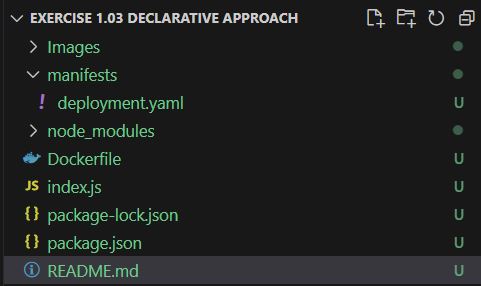 EXERCISE 1.03 DECLARATIVE APPROACH
Images
manifests
! deployment.yaml U
node_modules
Dockerfile U
JS index.js U
{} package-lock.json U
{} package.json U
README.md U